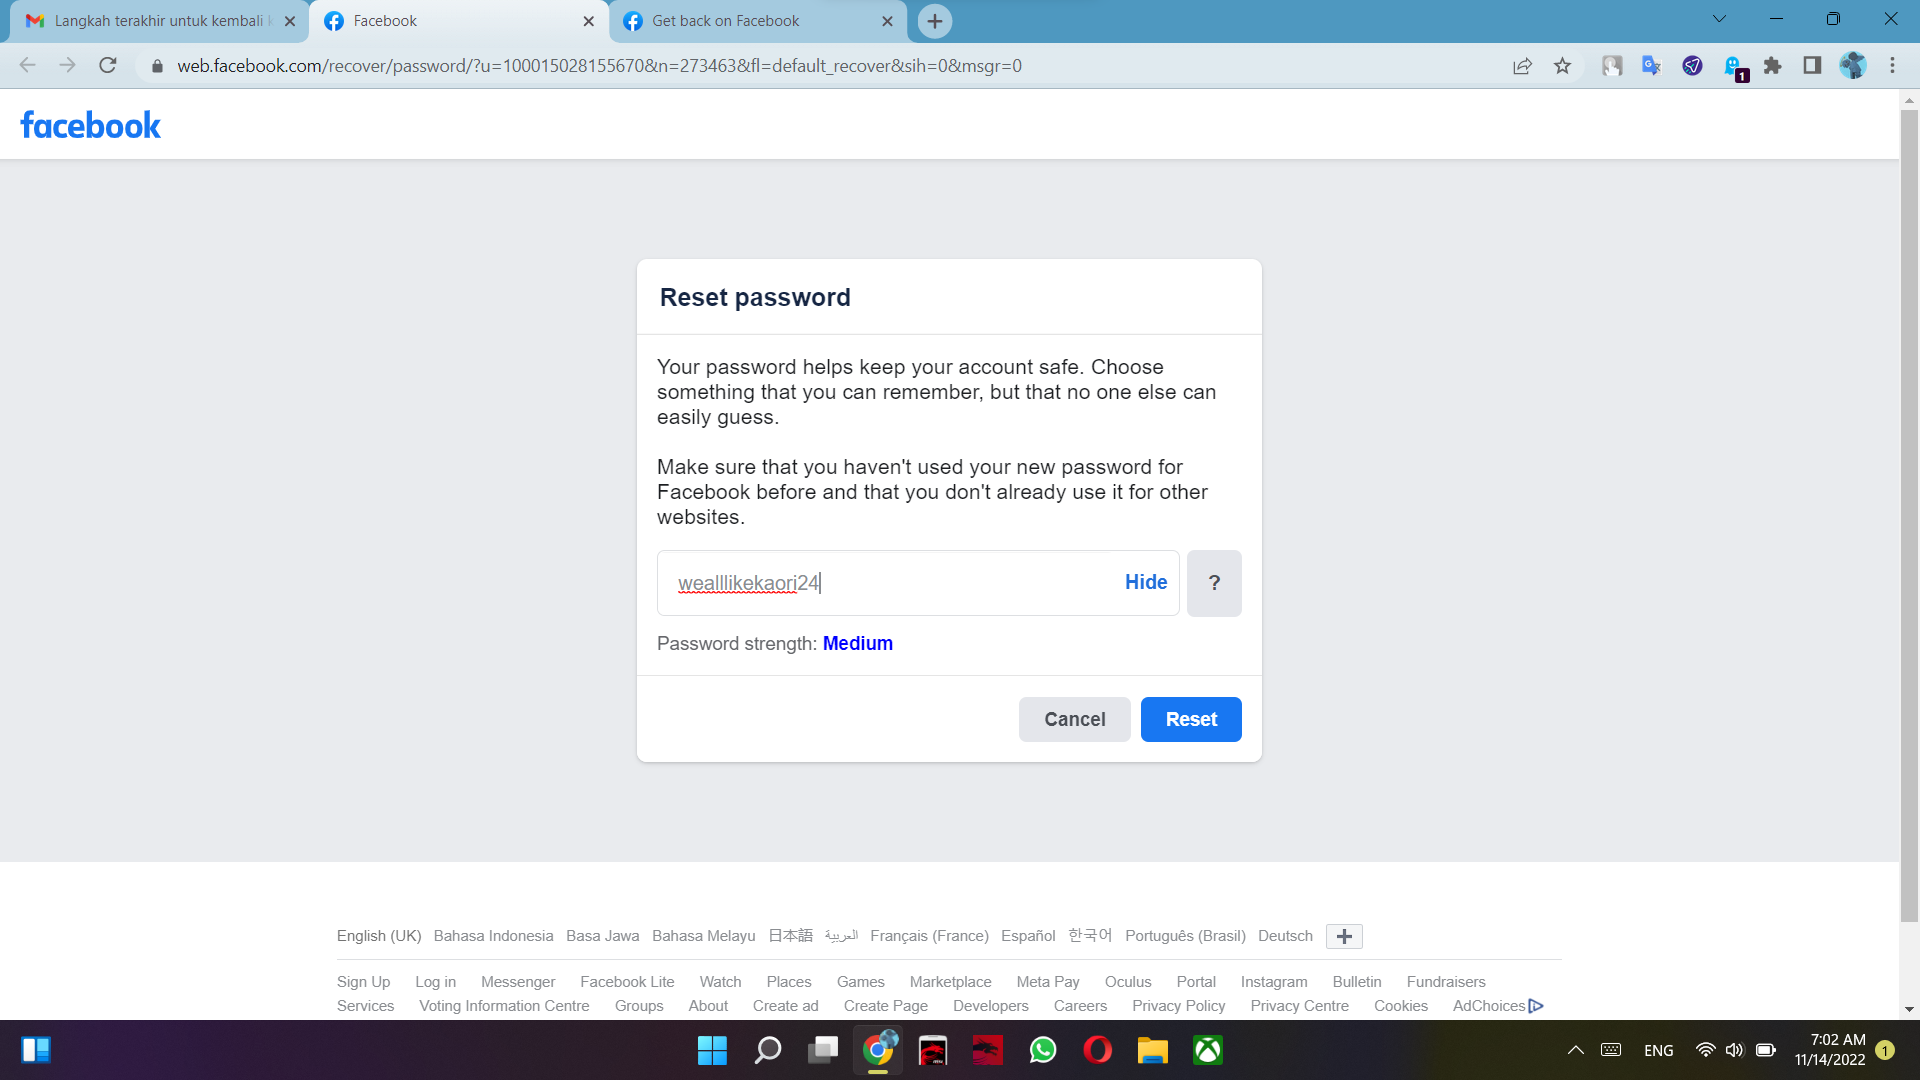 Langkah terakhir untuk kembali k
Facebook
Get back on Facebook
web.facebook.com/recover/password/?u=100015028155670&n=273463&fl=default_recover&sih=0&msgr=0
1
facebook
Reset password
Your password helps keep your account safe. Choose
something that you can remember, but that no one else can
easily guess.
Make sure that you haven't used your new password for
Facebook before and that you don't already use it for other
websites.
wealllikekaori24
Hide
?
Password strength: Medium
Cancel
Reset
English (UK) Bahasa Indonesia Basa Jawa Bahasa Melayu 日本語 العربية Français (France) Español 한국어 Português (Brasil) Deutsch
Sign Up Log in Messenger Facebook Lite Watch Places Games Marketplace Meta Pay Oculus Portal Instagram Bulletin Fundraisers
Services Voting Information Centre Groups About Create ad Create Page Developers Careers Privacy Policy Privacy Centre Cookies AdChoices
ENG
7:02 AM
11/14/2022
1